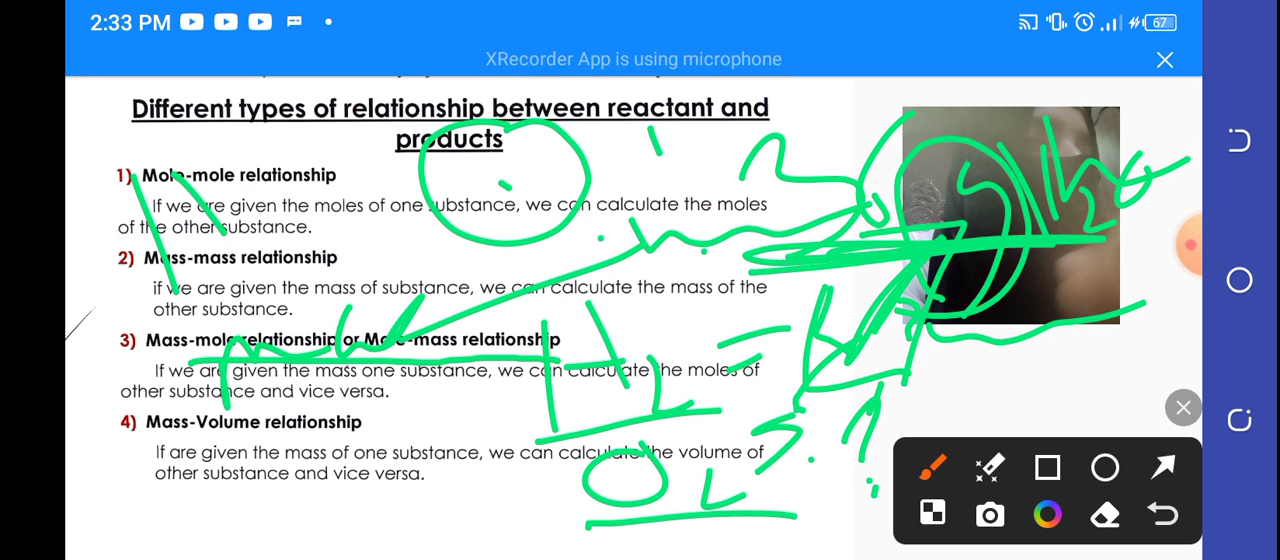 2:33 PM
67
XRecorder App is using microphone
Different types of relationship between reactant and
products
1) Mole-mole relationship
If we are given the moles of one substance, we can calculate the moles
of the other substance.
2) Mass-mass relationship
if we are given the mass of substance, we can calculate the mass of the
other substance.
3) Mass-mole relationship or Mole-mass relationship
If we are given the mass one substance, we can calculate the moles of
other substance and vice versa.
4) Mass-Volume relationship
If are given the mass of one substance, we can calculate the volume of
other substance and vice versa.
H2 =
O2